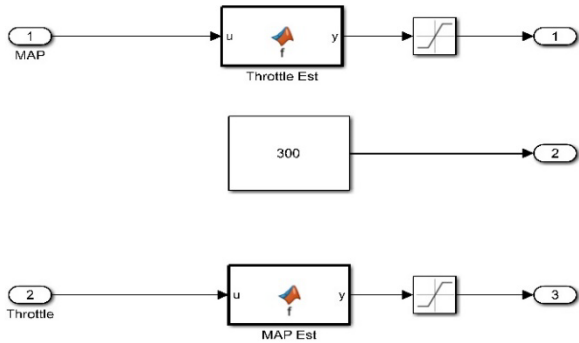 1 u y 1
f
MAP
Throttle Est
300 2
2 u y 3
f
Throttle
MAP Est